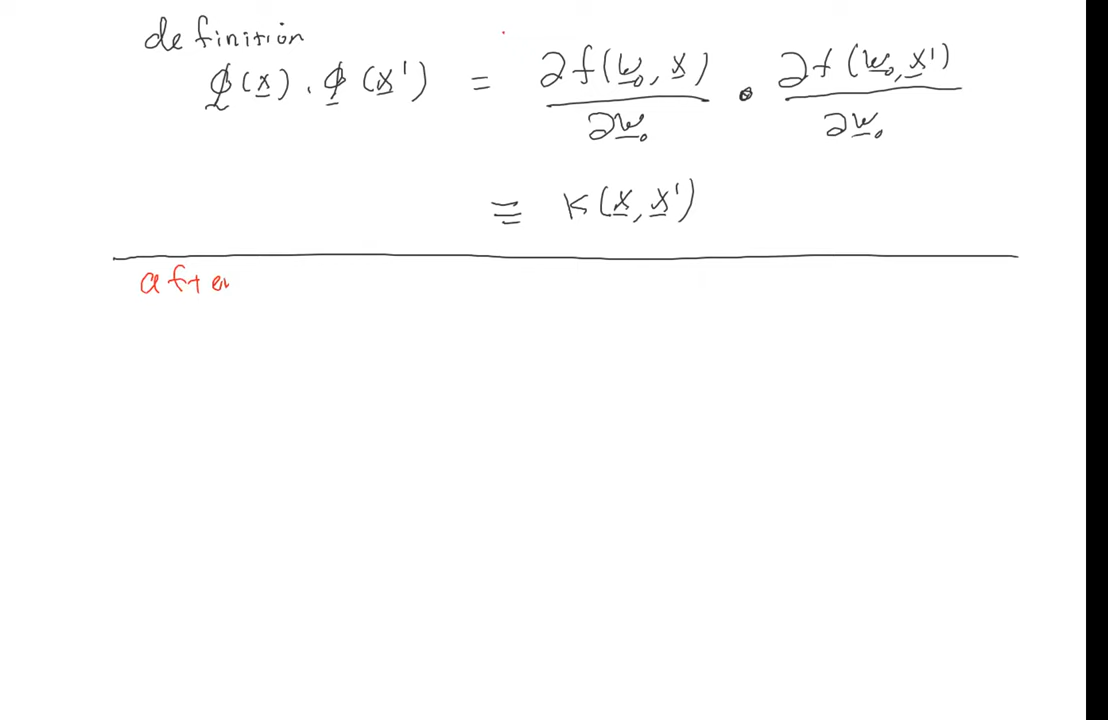 definition
ϕ(x) · ϕ(x') = ∂f(w₀, x) / ∂w₀ • ∂f(w₀, x') / ∂w₀
≡ K(x, x')
after